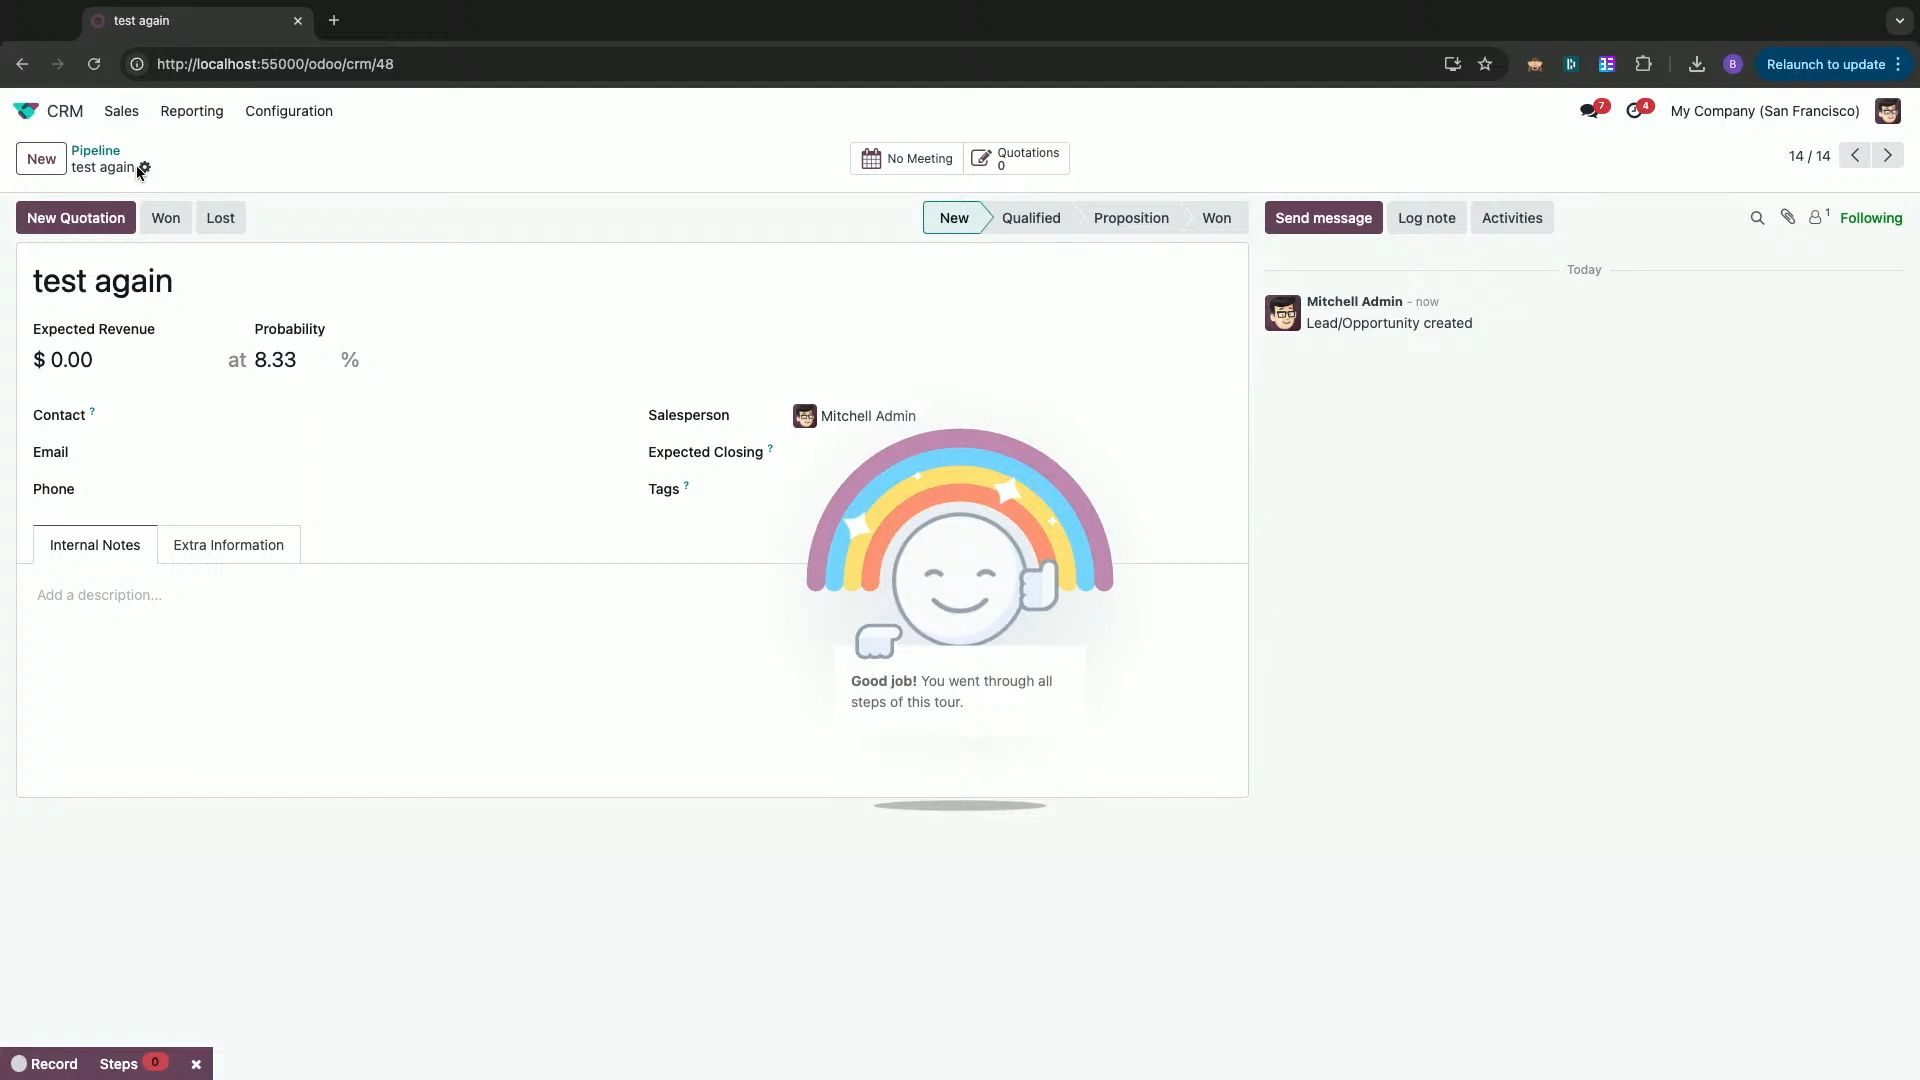 test again
http://localhost:55000/odoo/crm/48
B
Relaunch to update
CRM
Sales
Reporting
Configuration
7
4
My Company (San Francisco)
New
Pipeline
test again
No Meeting
Quotations
0
14 / 14
New Quotation
Won
Lost
New
Qualified
Proposition
Won
Send message
Log note
Activities
1
Following
test again
Today
Mitchell Admin - now
Lead/Opportunity created
Expected Revenue
Probability
$ 0.00
at 8.33 %
Contact ?
Salesperson
Mitchell Admin
Email
Expected Closing ?
Phone
Tags ?
Internal Notes
Extra Information
Add a description...
Good job! You went through all
steps of this tour.
Record
Steps 0